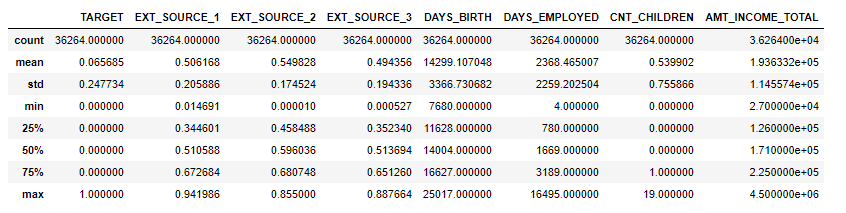 TARGET EXT_SOURCE_1 EXT_SOURCE_2 EXT_SOURCE_3 DAYS_BIRTH DAYS_EMPLOYED CNT_CHILDREN AMT_INCOME_TOTAL
count 36264.000000 36264.000000 36264.000000 36264.000000 36264.000000 36264.000000 36264.000000 3.626400e+04
mean 0.065685 0.506168 0.549828 0.494356 14299.107048 2368.465007 0.539902 1.936332e+05
std 0.247734 0.205886 0.174524 0.194336 3366.730682 2259.202504 0.755866 1.145574e+05
min 0.000000 0.014691 0.000010 0.000527 7680.000000 4.000000 0.000000 2.700000e+04
25% 0.000000 0.344601 0.458488 0.352340 11628.000000 780.000000 0.000000 1.260000e+05
50% 0.000000 0.510588 0.596036 0.513694 14004.000000 1669.000000 0.000000 1.710000e+05
75% 0.000000 0.672684 0.680748 0.651260 16627.000000 3189.000000 1.000000 2.250000e+05
max 1.000000 0.941986 0.855000 0.887664 25017.000000 16495.000000 19.000000 4.500000e+06